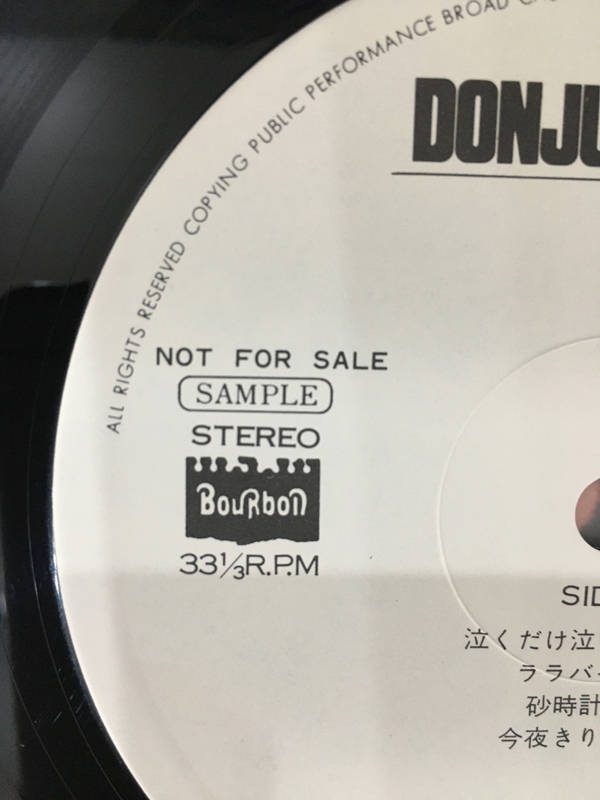 ALL RIGHTS RESERVED COPYING PUBLIC PERFORMANCE BROAD
DONJU
NOT FOR SALE
SAMPLE
STEREO
BouRbon
33⅓R.P.M
SID
泣くだけ泣
ララバ
砂時計
今夜きり